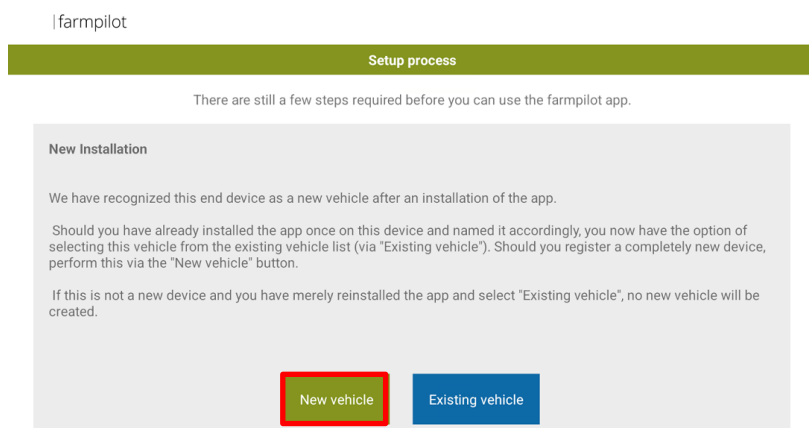 |farmpilot
Setup process
There are still a few steps required before you can use the farmpilot app.
New Installation
We have recognized this end device as a new vehicle after an installation of the app.
Should you have already installed the app once on this device and named it accordingly, you now have the option of
selecting this vehicle from the existing vehicle list (via "Existing vehicle"). Should you register a completely new device,
perform this via the "New vehicle" button.
If this is not a new device and you have merely reinstalled the app and select "Existing vehicle", no new vehicle will be
created.
New vehicle
Existing vehicle